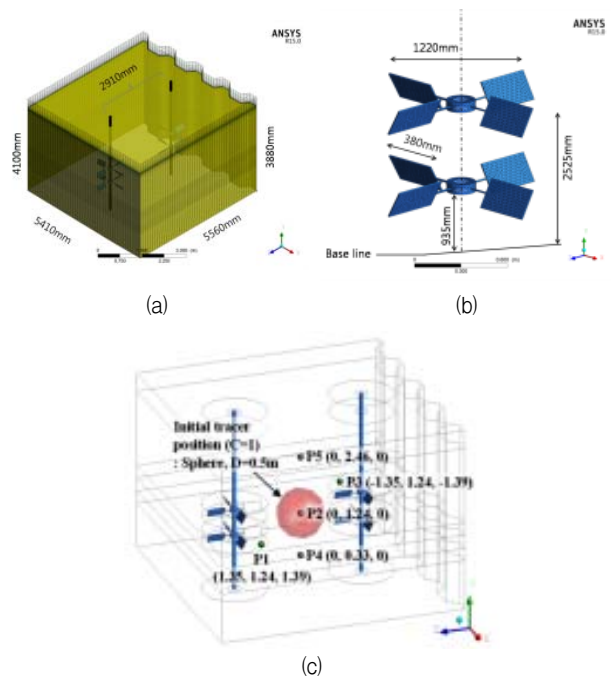 ANSYS
R15.0
2910mm
4100mm
3880mm
5410mm
5560mm
(a)
ANSYS
R15.0
1220mm
380mm
2525mm
935mm
Base line
(b)
Initial tracer
position (C=1)
: Sphere, D=0.5m
P5 (0, 2.46, 0)
P3 (-1.35, 1.24, -1.39)
P2 (0, 1.24, 0)
P4 (0, 0.33, 0)
P1
(1.35, 1.24, 1.39)
(c)